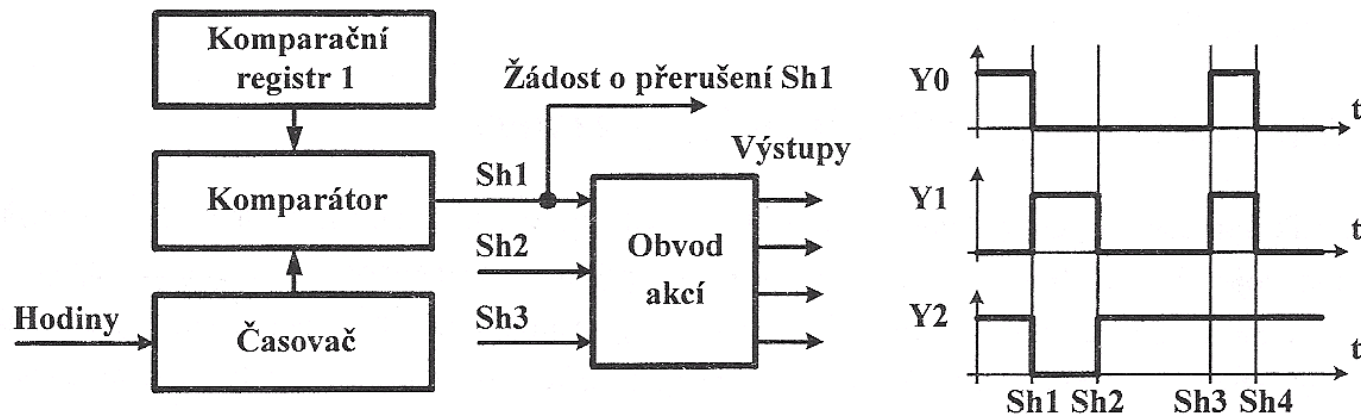 Komparační
registr 1
Žádost o přerušení Sh1
Výstupy
Komparátor
Sh1
Sh2
Sh3
Obvod
akcí
Hodiny
Časovač
Y0
t
Y1
t
Y2
t
Sh1 Sh2 Sh3 Sh4